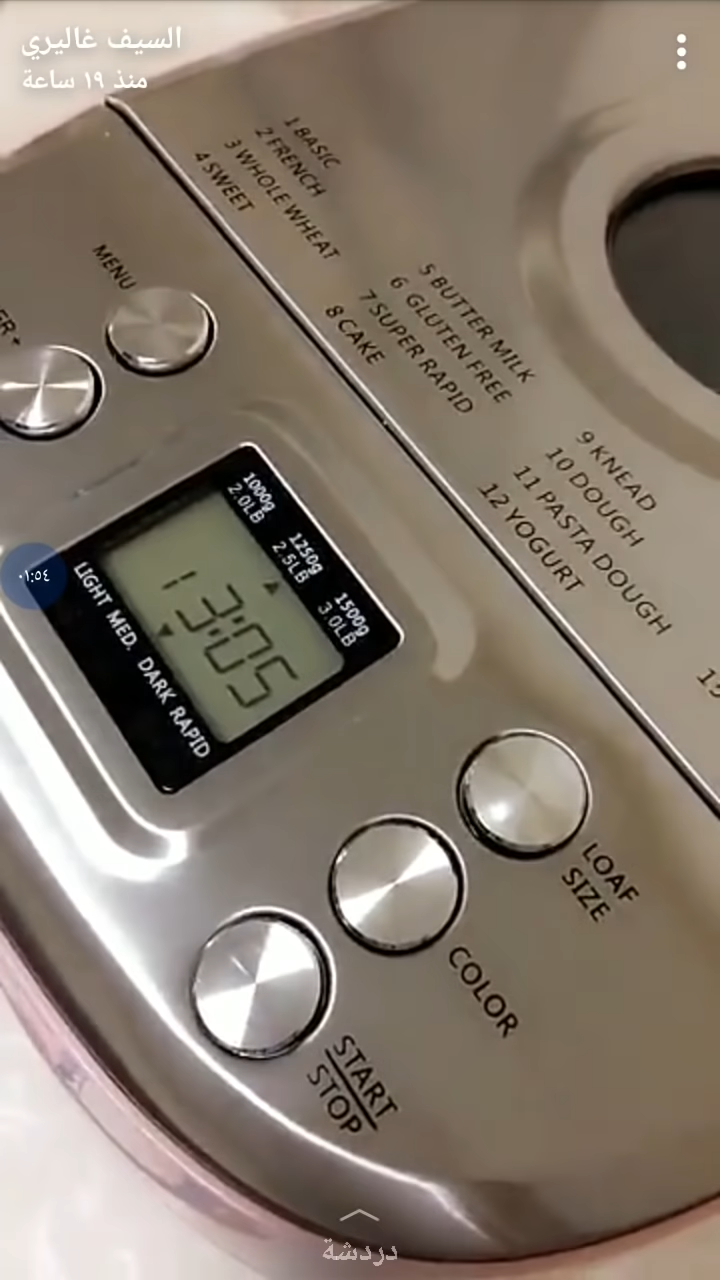 السيف غاليري
منذ ١٩ ساعة
1 BASIC
2 FRENCH
3 WHOLE WHEAT
4 SWEET
5 BUTTER MILK
6 GLUTEN FREE
7 SUPER RAPID
8 CAKE
9 KNEAD
10 DOUGH
11 PASTA DOUGH
12 YOGURT
MENU
1000g
2.0LB
1250g
2.5LB
1500g
3.0LB
13:05
LIGHT MED. DARK RAPID
٠١:٥٤
LOAF
SIZE
COLOR
START
STOP
دردشة